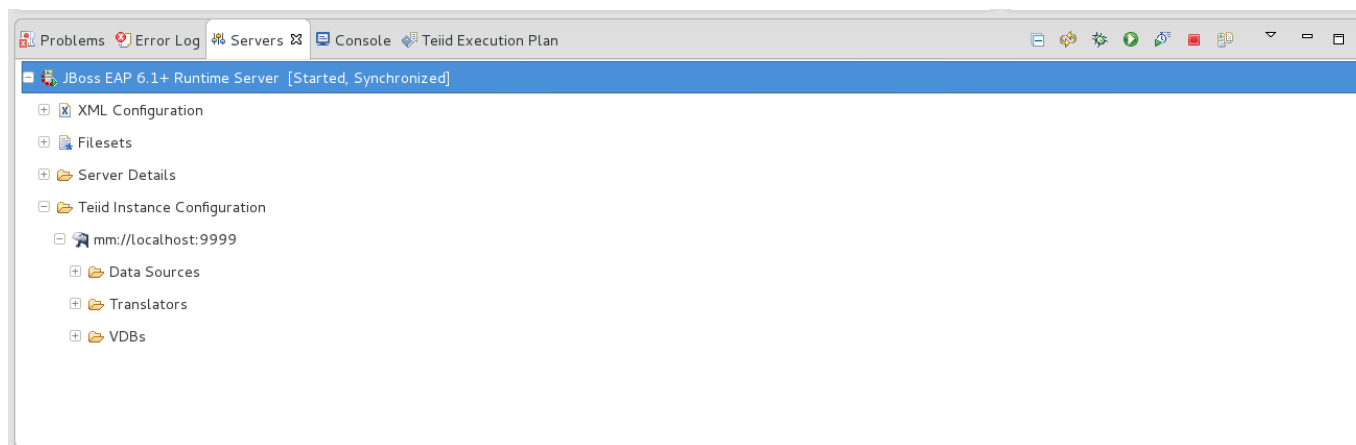 Problems Error Log Servers Console Teiid Execution Plan
JBoss EAP 6.1+ Runtime Server [Started, Synchronized]
XML Configuration
Filesets
Server Details
Teiid Instance Configuration
mm://localhost:9999
Data Sources
Translators
VDBs